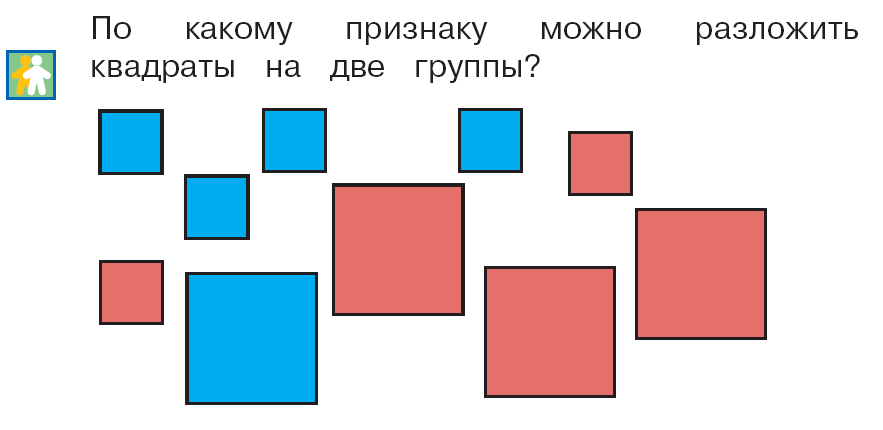 По какому признаку можно разложить
квадраты на две группы?